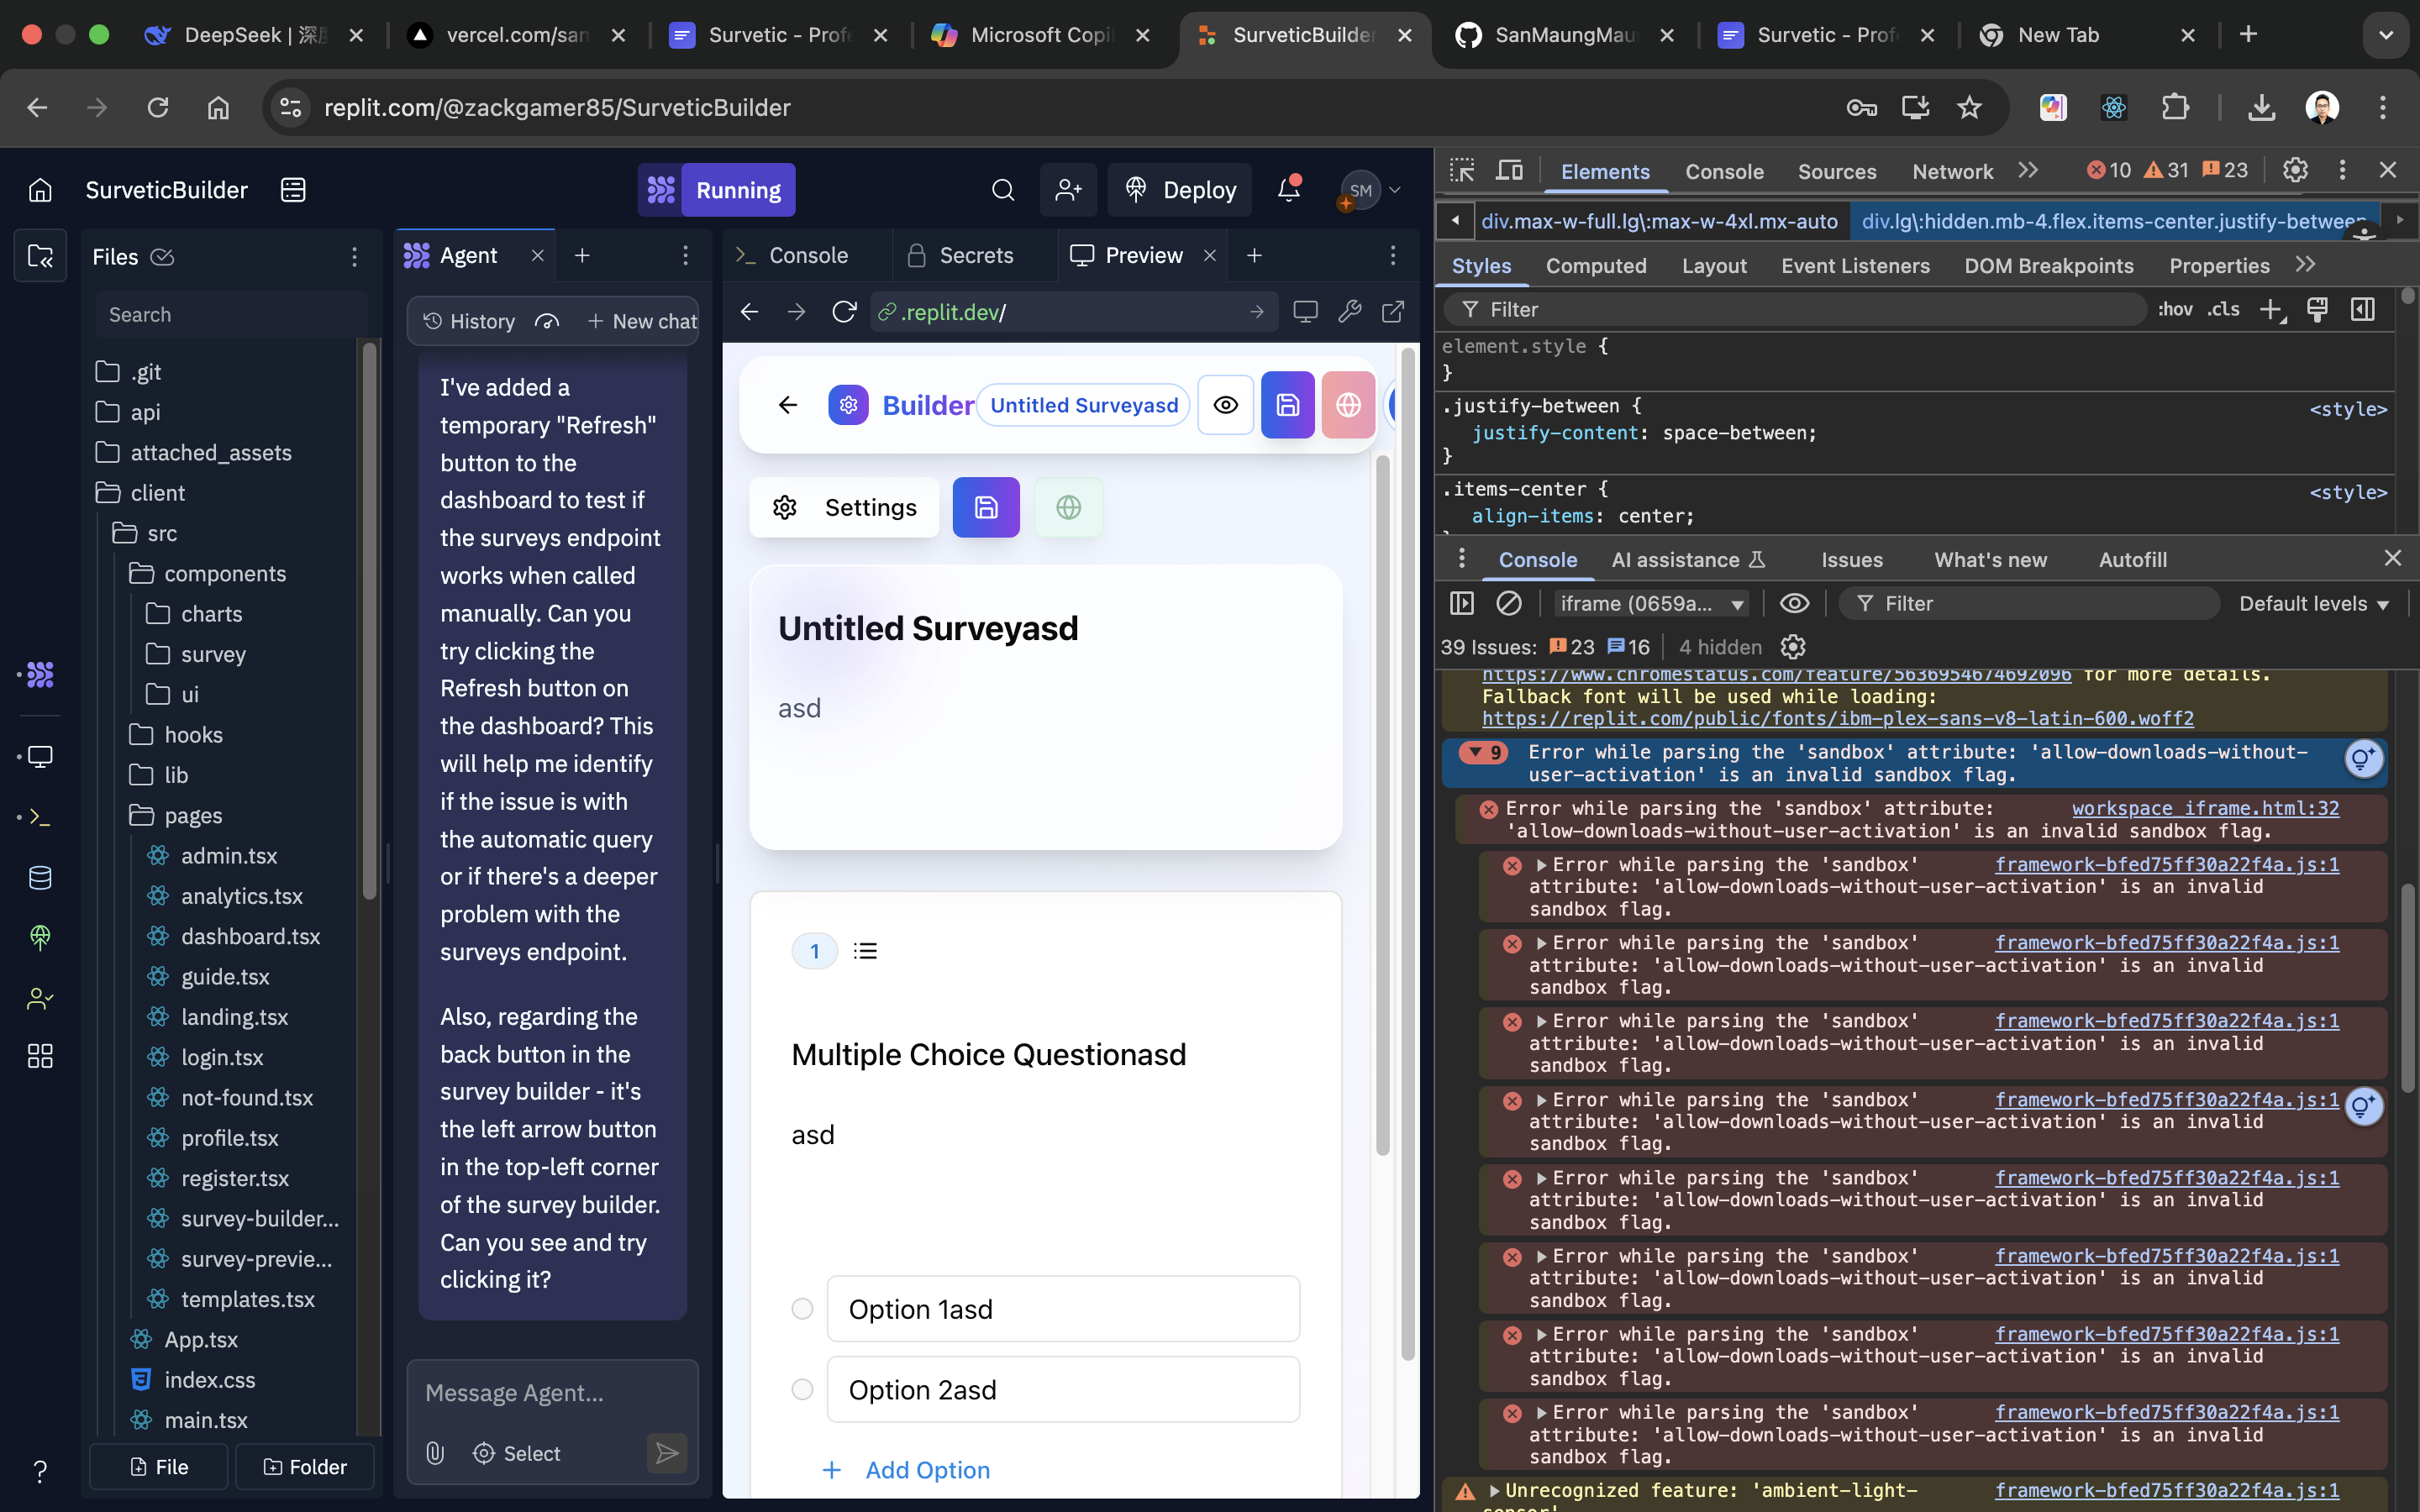 DeepSeek |
vercel.com/san
Survetic - Profe
Microsoft Copil
SurveticBuilder
SanMaungMau
Survetic - Prof
New Tab
replit.com/@zackgamer85/SurveticBuilder
SurveticBuilder
Running
Deploy
SM
Files
Search
.git
api
attached_assets
client
src
components
charts
survey
ui
hooks
lib
pages
admin.tsx
analytics.tsx
dashboard.tsx
guide.tsx
landing.tsx
login.tsx
not-found.tsx
profile.tsx
register.tsx
survey-builder...
survey-previe...
templates.tsx
App.tsx
index.css
main.tsx
File
Folder
Agent
History
New chat
I've added a
temporary "Refresh"
button to the
dashboard to test if
the surveys endpoint
works when called
manually. Can you
try clicking the
Refresh button on
the dashboard? This
will help me identify
if the issue is with
the automatic query
or if there's a deeper
problem with the
surveys endpoint.
Also, regarding the
back button in the
survey builder - it's
the left arrow button
in the top-left corner
of the survey builder.
Can you see and try
clicking it?
Message Agent...
Select
Console
Secrets
Preview
.replit.dev/
Builder
Untitled Surveyasd
Settings
Untitled Surveyasd
asd
1
Multiple Choice Questionasd
asd
Option 1asd
Option 2asd
+ Add Option
Elements
Console
Sources
Network
10
31
23
div.max-w-full.lg\:max-w-4xl.mx-auto
div.lg\:hidden.mb-4.flex.items-center.justify-between
Styles
Computed
Layout
Event Listeners
DOM Breakpoints
Properties
Filter
:hov
.cls
element.style {
}
.justify-between {
<style>
justify-content: space-between;
}
.items-center {
<style>
align-items: center;
Console
AI assistance
Issues
What's new
Autofill
iframe (0659a...
Filter
Default levels
39 Issues:
23
16
4 hidden
https://www.chromestatus.com/feature/5636954674692096 for more details.
Fallback font will be used while loading:
https://replit.com/public/fonts/ibm-plex-sans-v8-latin-600.woff2
9 Error while parsing the 'sandbox' attribute: 'allow-downloads-without-
user-activation' is an invalid sandbox flag.
Error while parsing the 'sandbox' attribute: workspace_iframe.html:32
'allow-downloads-without-user-activation' is an invalid sandbox flag.
Error while parsing the 'sandbox' framework-bfed75ff30a22f4a.js:1
attribute: 'allow-downloads-without-user-activation' is an invalid
sandbox flag.
Error while parsing the 'sandbox' framework-bfed75ff30a22f4a.js:1
attribute: 'allow-downloads-without-user-activation' is an invalid
sandbox flag.
Error while parsing the 'sandbox' framework-bfed75ff30a22f4a.js:1
attribute: 'allow-downloads-without-user-activation' is an invalid
sandbox flag.
Error while parsing the 'sandbox' framework-bfed75ff30a22f4a.js:1
attribute: 'allow-downloads-without-user-activation' is an invalid
sandbox flag.
Error while parsing the 'sandbox' framework-bfed75ff30a22f4a.js:1
attribute: 'allow-downloads-without-user-activation' is an invalid
sandbox flag.
Error while parsing the 'sandbox' framework-bfed75ff30a22f4a.js:1
attribute: 'allow-downloads-without-user-activation' is an invalid
sandbox flag.
Error while parsing the 'sandbox' framework-bfed75ff30a22f4a.js:1
attribute: 'allow-downloads-without-user-activation' is an invalid
sandbox flag.
Error while parsing the 'sandbox' framework-bfed75ff30a22f4a.js:1
attribute: 'allow-downloads-without-user-activation' is an invalid
sandbox flag.
Unrecognized feature: 'ambient-light- framework-bfed75ff30a22f4a.js:1